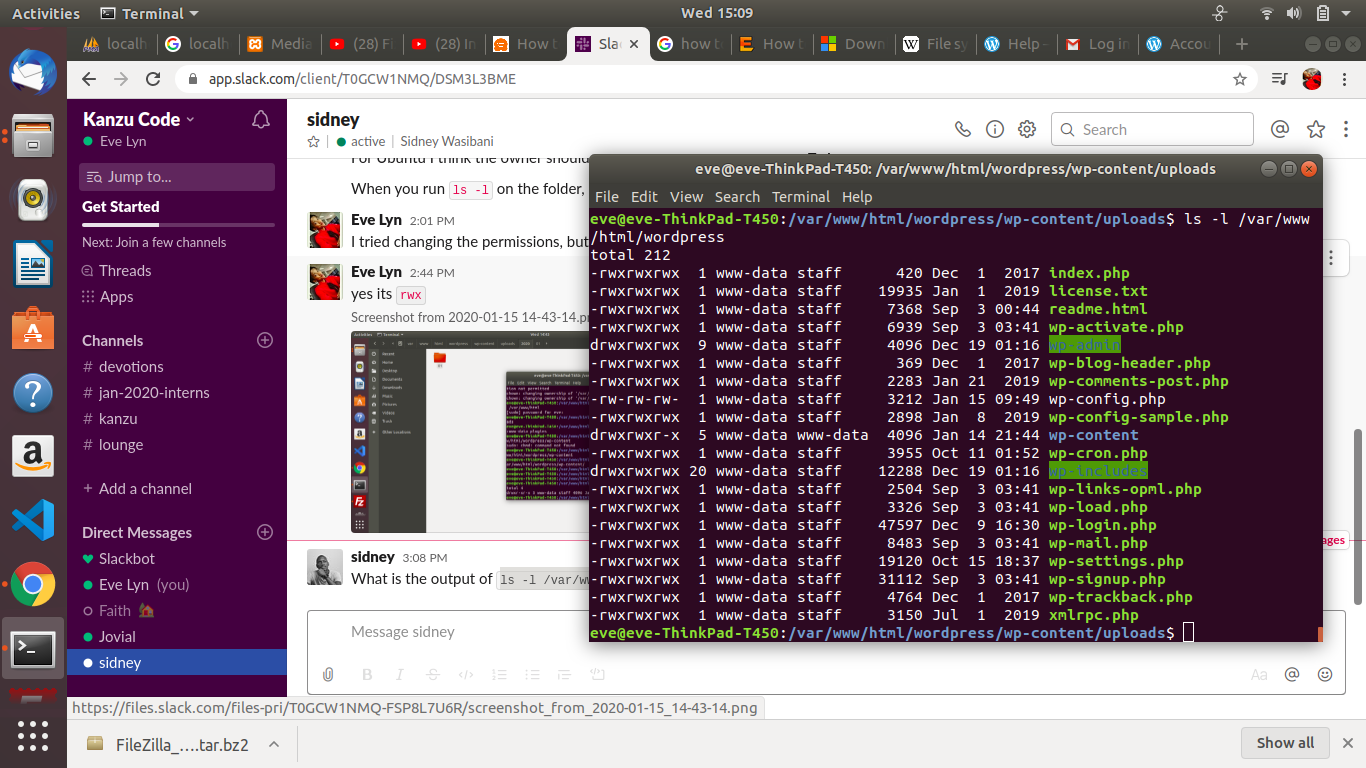 Activities Terminal Wed 15:09
localh localh Media (28) Fi (28) In How t Sla how t How t Down File sy Help - Log in Accou
app.slack.com/client/T0GCW1NMQ/DSM3L3BME
Kanzu Code
Eve Lyn
Jump to...
Get Started
Next: Join a few channels
Threads
Apps
Channels
# devotions
# jan-2020-interns
# kanzu
# lounge
+ Add a channel
Direct Messages
Slackbot
Eve Lyn (you)
Faith
Jovial
sidney
sidney
active | Sidney Wasibani
Search
For Ubuntu I think the owner should
When you run ls -l on the folder,
Eve Lyn 2:01 PM
I tried changing the permissions, but
Eve Lyn 2:44 PM
yes its rwx
Screenshot from 2020-01-15 14-43-14.pn
ages
sidney 3:08 PM
What is the output of ls -l /var/ww
Message sidney
eve@eve-ThinkPad-T450: /var/www/html/wordpress/wp-content/uploads
File Edit View Search Terminal Help
eve@eve-ThinkPad-T450:/var/www/html/wordpress/wp-content/uploads$ ls -l /var/www
/html/wordpress
total 212
-rwxrwxrwx 1 www-data staff 420 Dec 1 2017 index.php
-rwxrwxrwx 1 www-data staff 19935 Jan 1 2019 license.txt
-rwxrwxrwx 1 www-data staff 7368 Sep 3 00:44 readme.html
-rwxrwxrwx 1 www-data staff 6939 Sep 3 03:41 wp-activate.php
drwxrwxrwx 9 www-data staff 4096 Dec 19 01:16 wp-admin
-rwxrwxrwx 1 www-data staff 369 Dec 1 2017 wp-blog-header.php
-rwxrwxrwx 1 www-data staff 2283 Jan 21 2019 wp-comments-post.php
-rw-rw-rw- 1 www-data staff 3212 Jan 15 09:49 wp-config.php
-rwxrwxrwx 1 www-data staff 2898 Jan 8 2019 wp-config-sample.php
drwxrwxr-x 5 www-data www-data 4096 Jan 14 21:44 wp-content
-rwxrwxrwx 1 www-data staff 3955 Oct 11 01:52 wp-cron.php
drwxrwxrwx 20 www-data staff 12288 Dec 19 01:16 wp-includes
-rwxrwxrwx 1 www-data staff 2504 Sep 3 03:41 wp-links-opml.php
-rwxrwxrwx 1 www-data staff 3326 Sep 3 03:41 wp-load.php
-rwxrwxrwx 1 www-data staff 47597 Dec 9 16:30 wp-login.php
-rwxrwxrwx 1 www-data staff 8483 Sep 3 03:41 wp-mail.php
-rwxrwxrwx 1 www-data staff 19120 Oct 15 18:37 wp-settings.php
-rwxrwxrwx 1 www-data staff 31112 Sep 3 03:41 wp-signup.php
-rwxrwxrwx 1 www-data staff 4764 Dec 1 2017 wp-trackback.php
-rwxrwxrwx 1 www-data staff 3150 Jul 1 2019 xmlrpc.php
eve@eve-ThinkPad-T450:/var/www/html/wordpress/wp-content/uploads$
https://files.slack.com/files-pri/T0GCW1NMQ-FSP8L7U6R/screenshot_from_2020-01-15_14-43-14.png
FileZilla_....tar.bz2
Show all